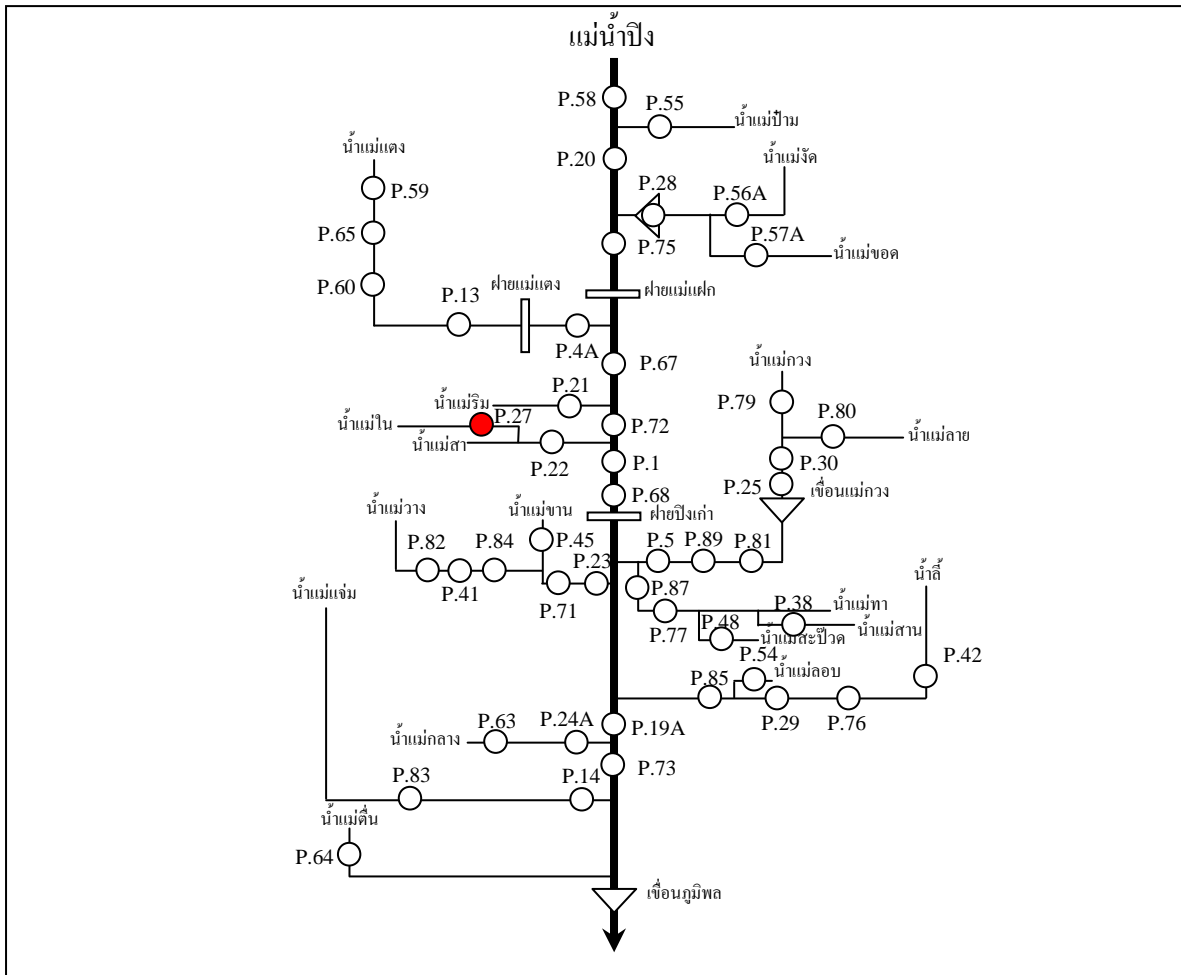 แม่น้ำปิง
P.58
P.55
น้ำแม่ป๋าม
น้ำแม่แตง
P.20
น้ำแม่งัด
P.59
P.28
P.56A
P.65
P.75
P.57A
น้ำแม่ขอด
P.60
P.13
ฝายแม่แตง
ฝายแม่แฝก
P.4A
P.67
น้ำแม่กวง
P.21
น้ำแม่ริม
P.79
P.80
P.27
น้ำแม่ใน
P.72
น้ำแม่ลาย
น้ำแม่สา
P.22
P.1
P.30
P.25
เขื่อนแม่กวง
P.68
น้ำแม่วาง
น้ำแม่ขาน
ฝายปิงเก่า
P.82
P.84
P.45
P.23
P.5
P.89
P.81
น้ำลี้
P.41
P.71
P.87
น้ำแม่แจ่ม
P.38
น้ำแม่ทา
P.77
P.48
น้ำแม่สาน
น้ำแม่สะป๊วด
P.54
P.42
P.85
น้ำแม่ลอบ
P.29
P.76
P.63
P.24A
P.19A
น้ำแม่กลาง
P.73
P.83
P.14
น้ำแม่ตื่น
P.64
เขื่อนภูมิพล